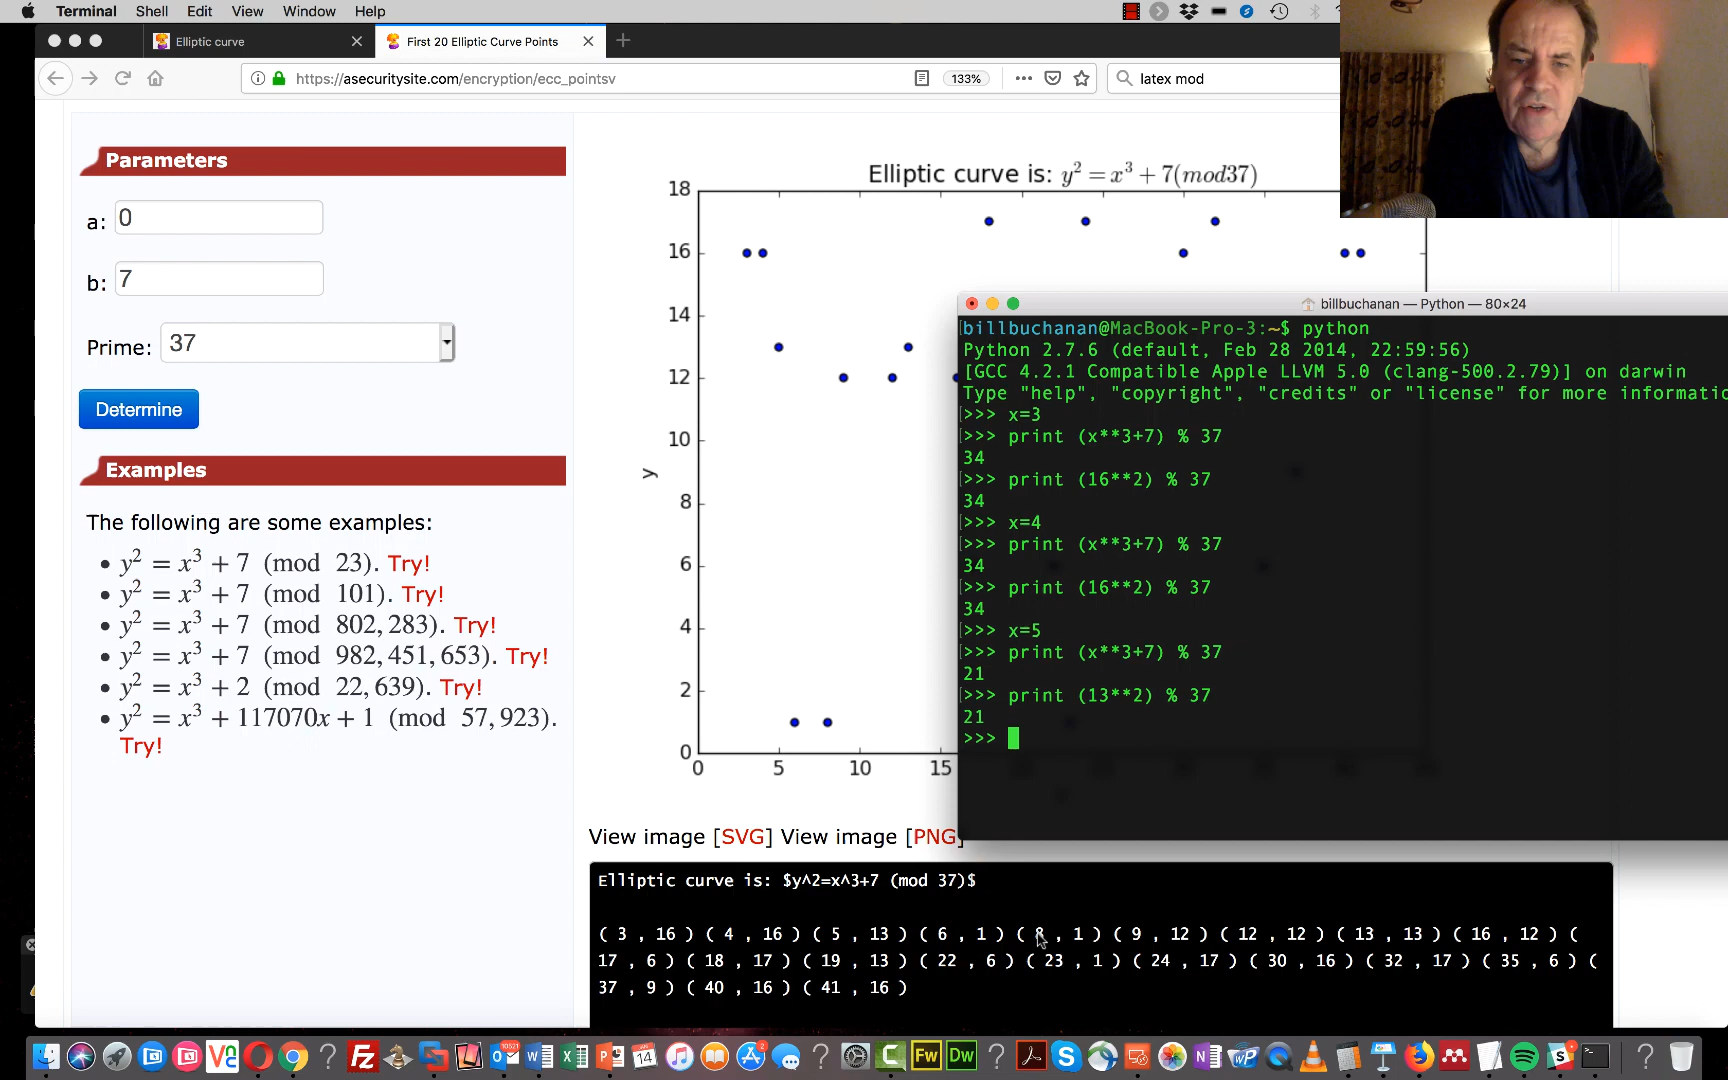 Terminal Shell Edit View Window Help
Elliptic curve
First 20 Elliptic Curve Points
https://asecuritysite.com/encryption/ecc_pointsv
133%
latex mod
Parameters
a: 0
b: 7
Prime: 37
Determine
Examples
The following are some examples:
y² = x³ + 7 (mod 23). Try!
y² = x³ + 7 (mod 101). Try!
y² = x³ + 7 (mod 802, 283). Try!
y² = x³ + 7 (mod 982, 451, 653). Try!
y² = x³ + 2 (mod 22, 639). Try!
y² = x³ + 117070x + 1 (mod 57, 923).
Try!
Elliptic curve is: y² = x³ + 7(mod37)
18
16
14
12
10
8
6
4
2
0
y
0 5 10 15
View image [SVG] View image [PNG]
billbuchanan — Python — 80×24
billbuchanan@MacBook-Pro-3:~$ python
Python 2.7.6 (default, Feb 28 2014, 22:59:56)
[GCC 4.2.1 Compatible Apple LLVM 5.0 (clang-500.2.79)] on darwin
Type "help", "copyright", "credits" or "license" for more informatio
>>> x=3
>>> print (x**3+7) % 37
34
>>> print (16**2) % 37
34
>>> x=4
>>> print (x**3+7) % 37
34
>>> print (16**2) % 37
34
>>> x=5
>>> print (x**3+7) % 37
21
>>> print (13**2) % 37
21
>>>
Elliptic curve is: $y^2=x^3+7 (mod 37)$
( 3 , 16 ) ( 4 , 16 ) ( 5 , 13 ) ( 6 , 1 ) ( 8 , 1 ) ( 9 , 12 ) ( 12 , 12 ) ( 13 , 13 ) ( 16 , 12 ) (
17 , 6 ) ( 18 , 17 ) ( 19 , 13 ) ( 22 , 6 ) ( 23 , 1 ) ( 24 , 17 ) ( 30 , 16 ) ( 32 , 17 ) ( 35 , 6 ) (
37 , 9 ) ( 40 , 16 ) ( 41 , 16 )